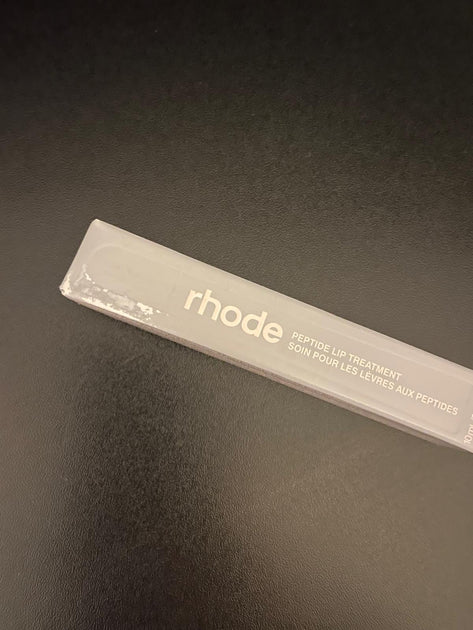 rhode
PEPTIDE LIP TREATMENT
SOIN POUR LES LÈVRES AUX PEPTIDES